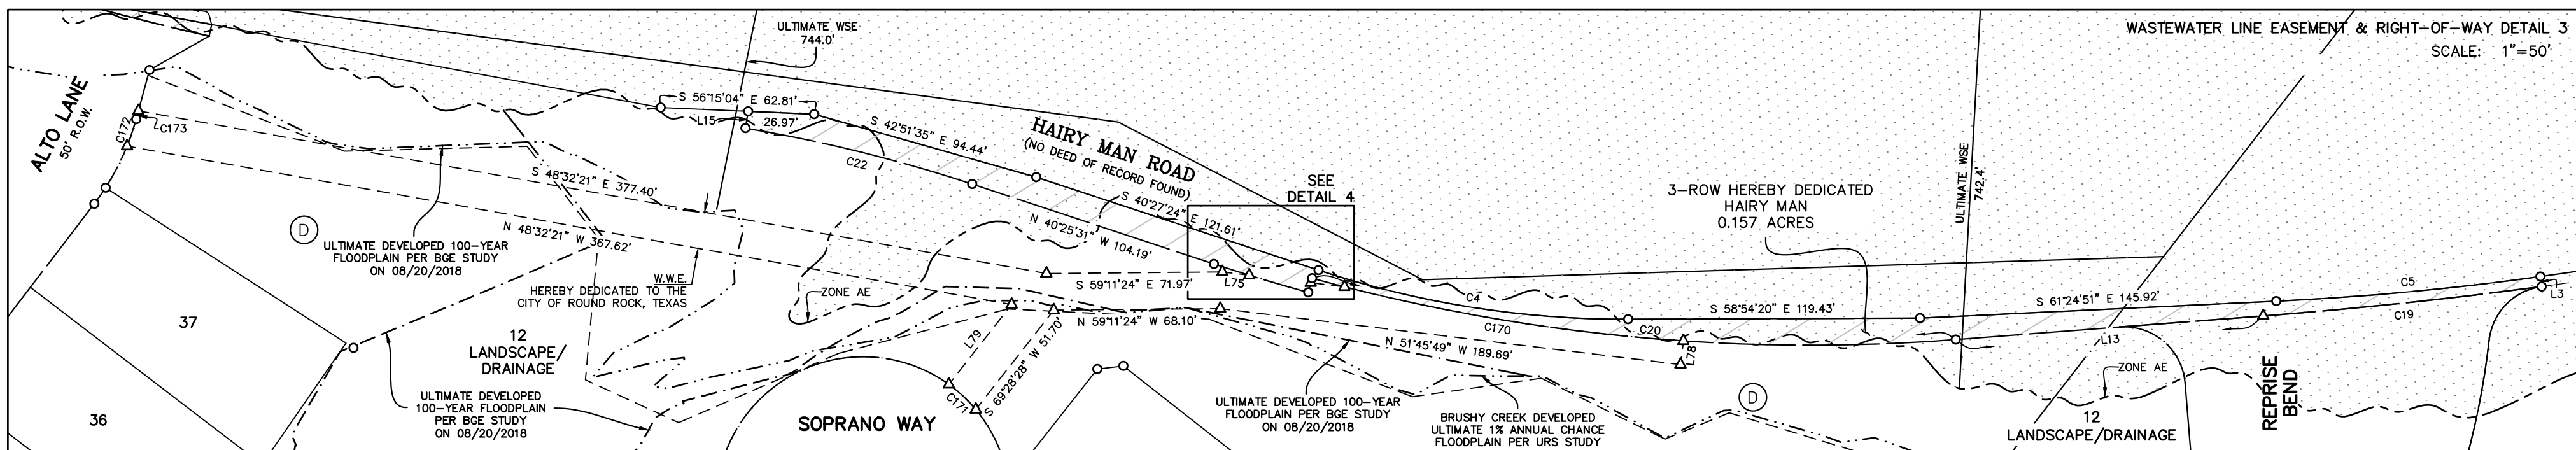 WASTEWATER LINE EASEMENT & RIGHT-OF-WAY DETAIL 3
SCALE: 1"=50'
ULTIMATE WSE
744.0'
ALTO LANE
50' R.O.W.
C172
C173
S 56°15'04" E 62.81'
L15
26.97'
S 42°51'35" E 94.44'
C22
HAIRY MAN ROAD
(NO DEED OF RECORD FOUND)
S 48°32'21" E 377.40'
N 48°32'21" W 367.62'
S 40°27'24" E 121.61'
N 40°25'31" W 104.19'
SEE
DETAIL 4
3-ROW HEREBY DEDICATED
HAIRY MAN
0.157 ACRES
ULTIMATE WSE
742.4'
D
ULTIMATE DEVELOPED 100-YEAR
FLOODPLAIN PER BGE STUDY
ON 08/20/2018
W.W.E.
HEREBY DEDICATED TO THE
CITY OF ROUND ROCK, TEXAS
ZONE AE
S 59°11'24" E 71.97'
L75
N 59°11'24" W 68.10'
C4
C170
C20
S 58°54'20" E 119.43'
S 61°24'51" E 145.92'
C5
L3
C19
L13
L78
N 51°45'49" W 189.69'
37
36
12
LANDSCAPE/
DRAINAGE
ULTIMATE DEVELOPED
100-YEAR FLOODPLAIN
PER BGE STUDY
ON 08/20/2018
L79
C171
S 69°28'28" W 51.70'
SOPRANO WAY
ULTIMATE DEVELOPED 100-YEAR
FLOODPLAIN PER BGE STUDY
ON 08/20/2018
BRUSHY CREEK DEVELOPED
ULTIMATE 1% ANNUAL CHANCE
FLOODPLAIN PER URS STUDY
D
ZONE AE
12
LANDSCAPE/DRAINAGE
REPRISE
BEND